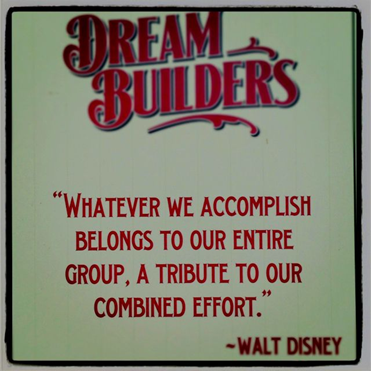 DREAM
BUILDERS
“WHATEVER WE ACCOMPLISH
BELONGS TO OUR ENTIRE
GROUP, A TRIBUTE TO OUR
COMBINED EFFORT.”
~WALT DISNEY